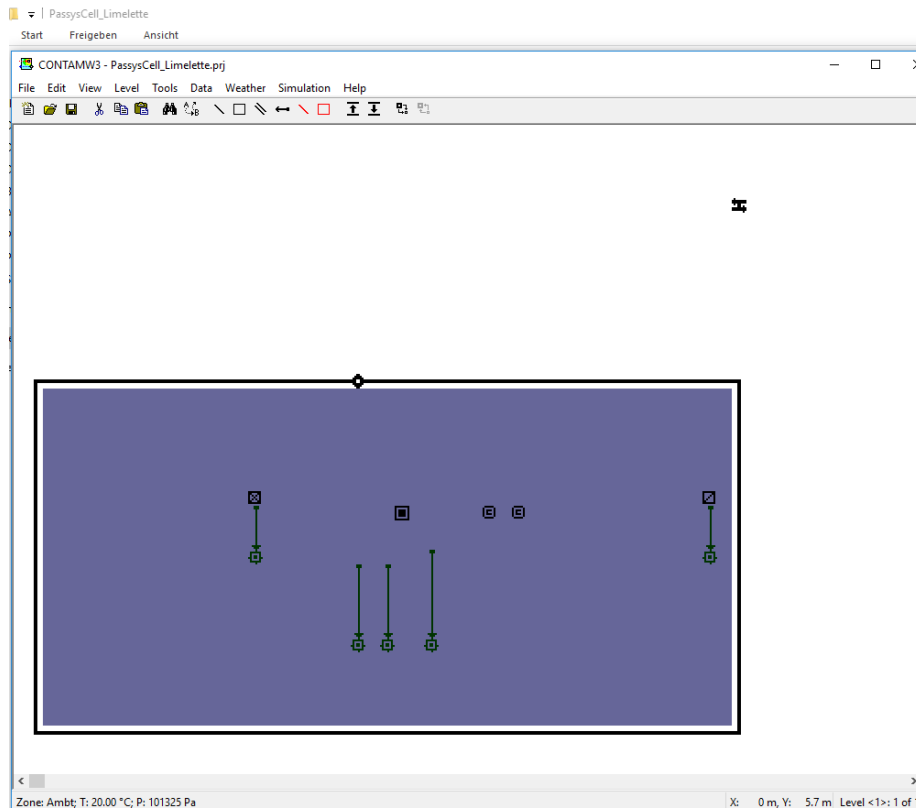 PassysCell_Limelette
Start Freigeben Ansicht
CONTAMW3 - PassysCell_Limelette.prj
File Edit View Level Tools Data Weather Simulation Help
Zone: Ambt; T: 20.00 °C; P: 101325 Pa X: 0 m, Y: 5.7 m Level <1>: 1 of